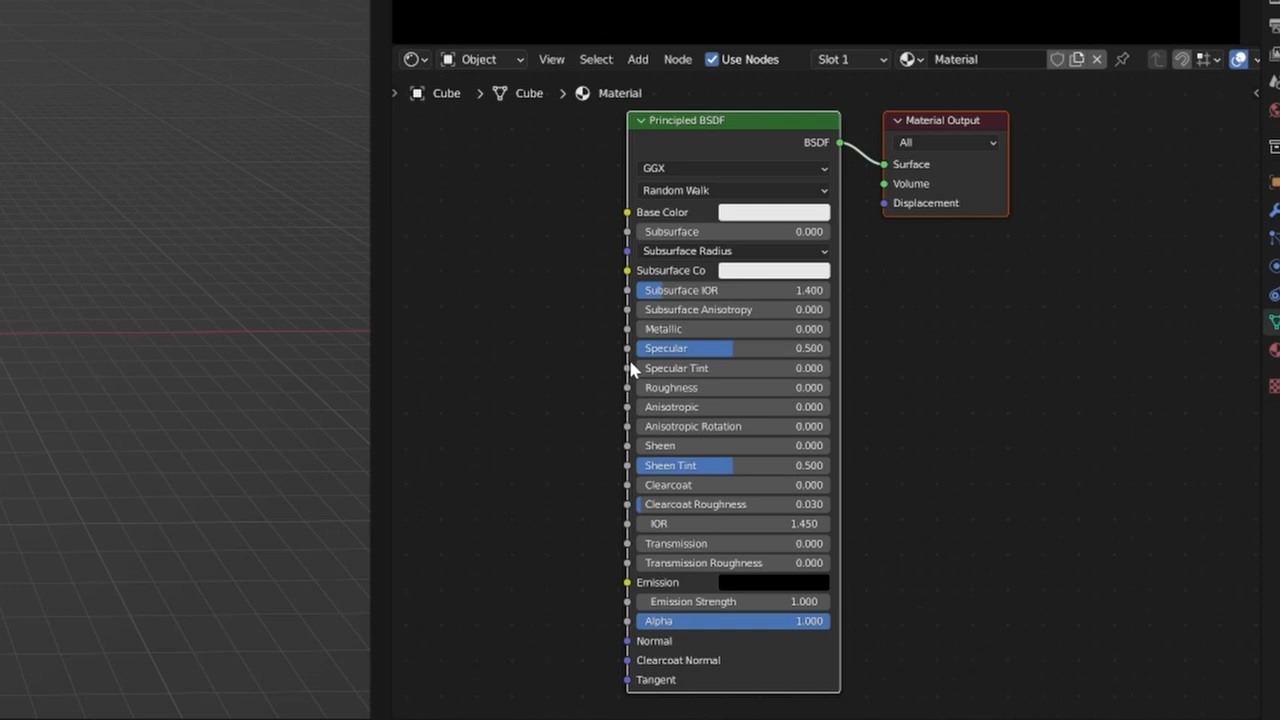 Object View Select Add Node Use Nodes Slot 1 Material
Cube Cube Material
Principled BSDF
BSDF
GGX
Random Walk
Base Color
Subsurface 0.000
Subsurface Radius
Subsurface Co
Subsurface IOR 1.400
Subsurface Anisotropy 0.000
Metallic 0.000
Specular 0.500
Specular Tint 0.000
Roughness 0.000
Anisotropic 0.000
Anisotropic Rotation 0.000
Sheen 0.000
Sheen Tint 0.500
Clearcoat 0.000
Clearcoat Roughness 0.030
IOR 1.450
Transmission 0.000
Transmission Roughness 0.000
Emission
Emission Strength 1.000
Alpha 1.000
Normal
Clearcoat Normal
Tangent
Material Output
All
Surface
Volume
Displacement